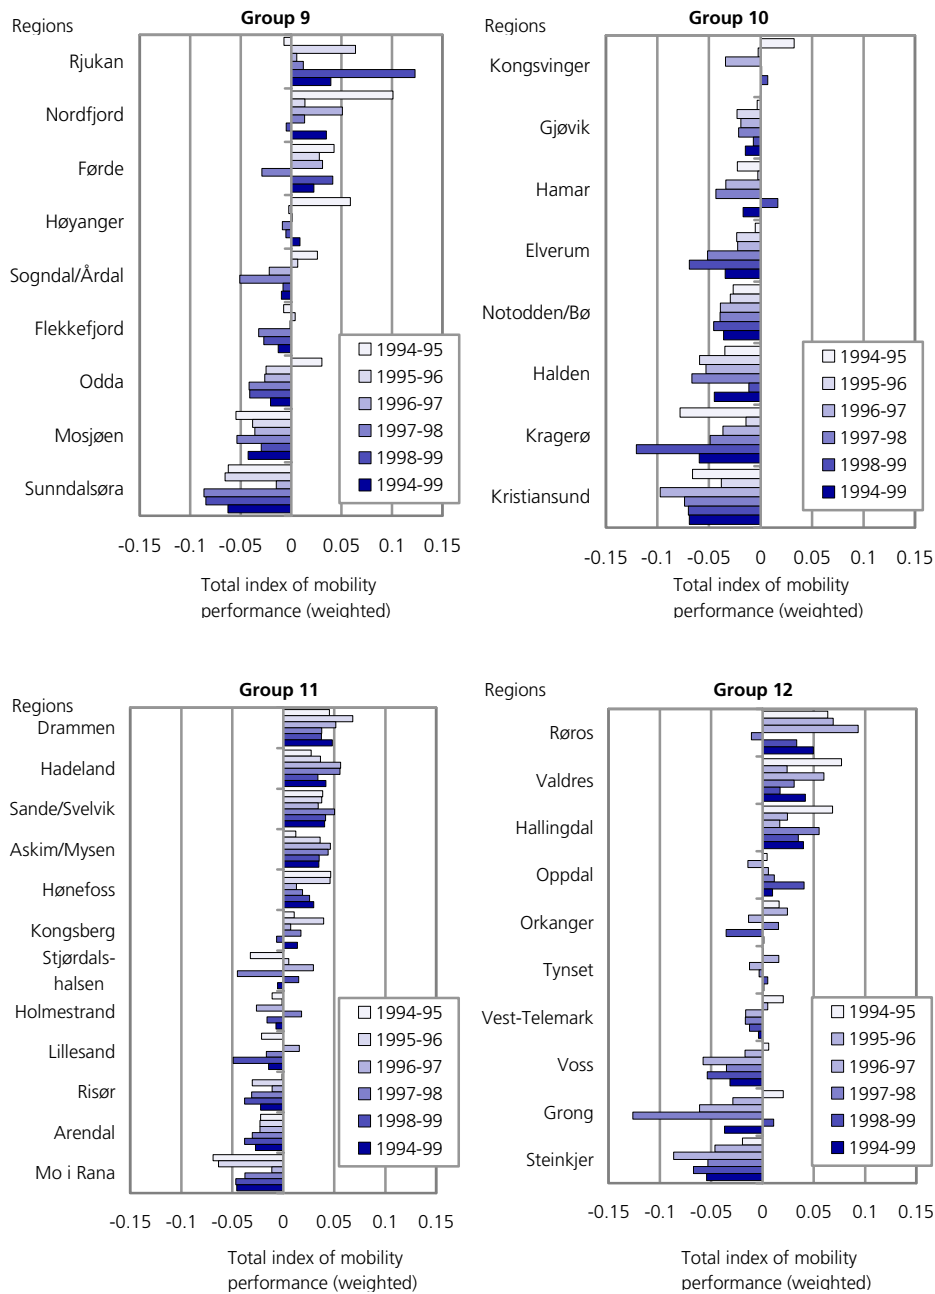 Group 9
Regions
Rjukan
Nordfjord
Førde
Høyanger
Sogndal/Årdal
Flekkefjord
Odda
Mosjøen
Sunndalsøra
1994-95
1995-96
1996-97
1997-98
1998-99
1994-99
-0.15 -0.1 -0.05 0 0.05 0.1 0.15
Total index of mobility
performance (weighted)
Group 10
Regions
Kongsvinger
Gjøvik
Hamar
Elverum
Notodden/Bø
Halden
Kragerø
Kristiansund
1994-95
1995-96
1996-97
1997-98
1998-99
1994-99
-0.15 -0.1 -0.05 0 0.05 0.1 0.15
Total index of mobility
performance (weighted)
Group 11
Regions
Drammen
Hadeland
Sande/Svelvik
Askim/Mysen
Hønefoss
Kongsberg
Stjørdals-
halsen
Holmestrand
Lillesand
Risør
Arendal
Mo i Rana
1994-95
1995-96
1996-97
1997-98
1998-99
1994-99
-0.15 -0.1 -0.05 0 0.05 0.1 0.15
Total index of mobility
performance (weighted)
Group 12
Regions
Røros
Valdres
Hallingdal
Oppdal
Orkanger
Tynset
Vest-Telemark
Voss
Grong
Steinkjer
1994-95
1995-96
1996-97
1997-98
1998-99
1994-99
-0.15 -0.1 -0.05 0 0.05 0.1 0.15
Total index of mobility
performance (weighted)